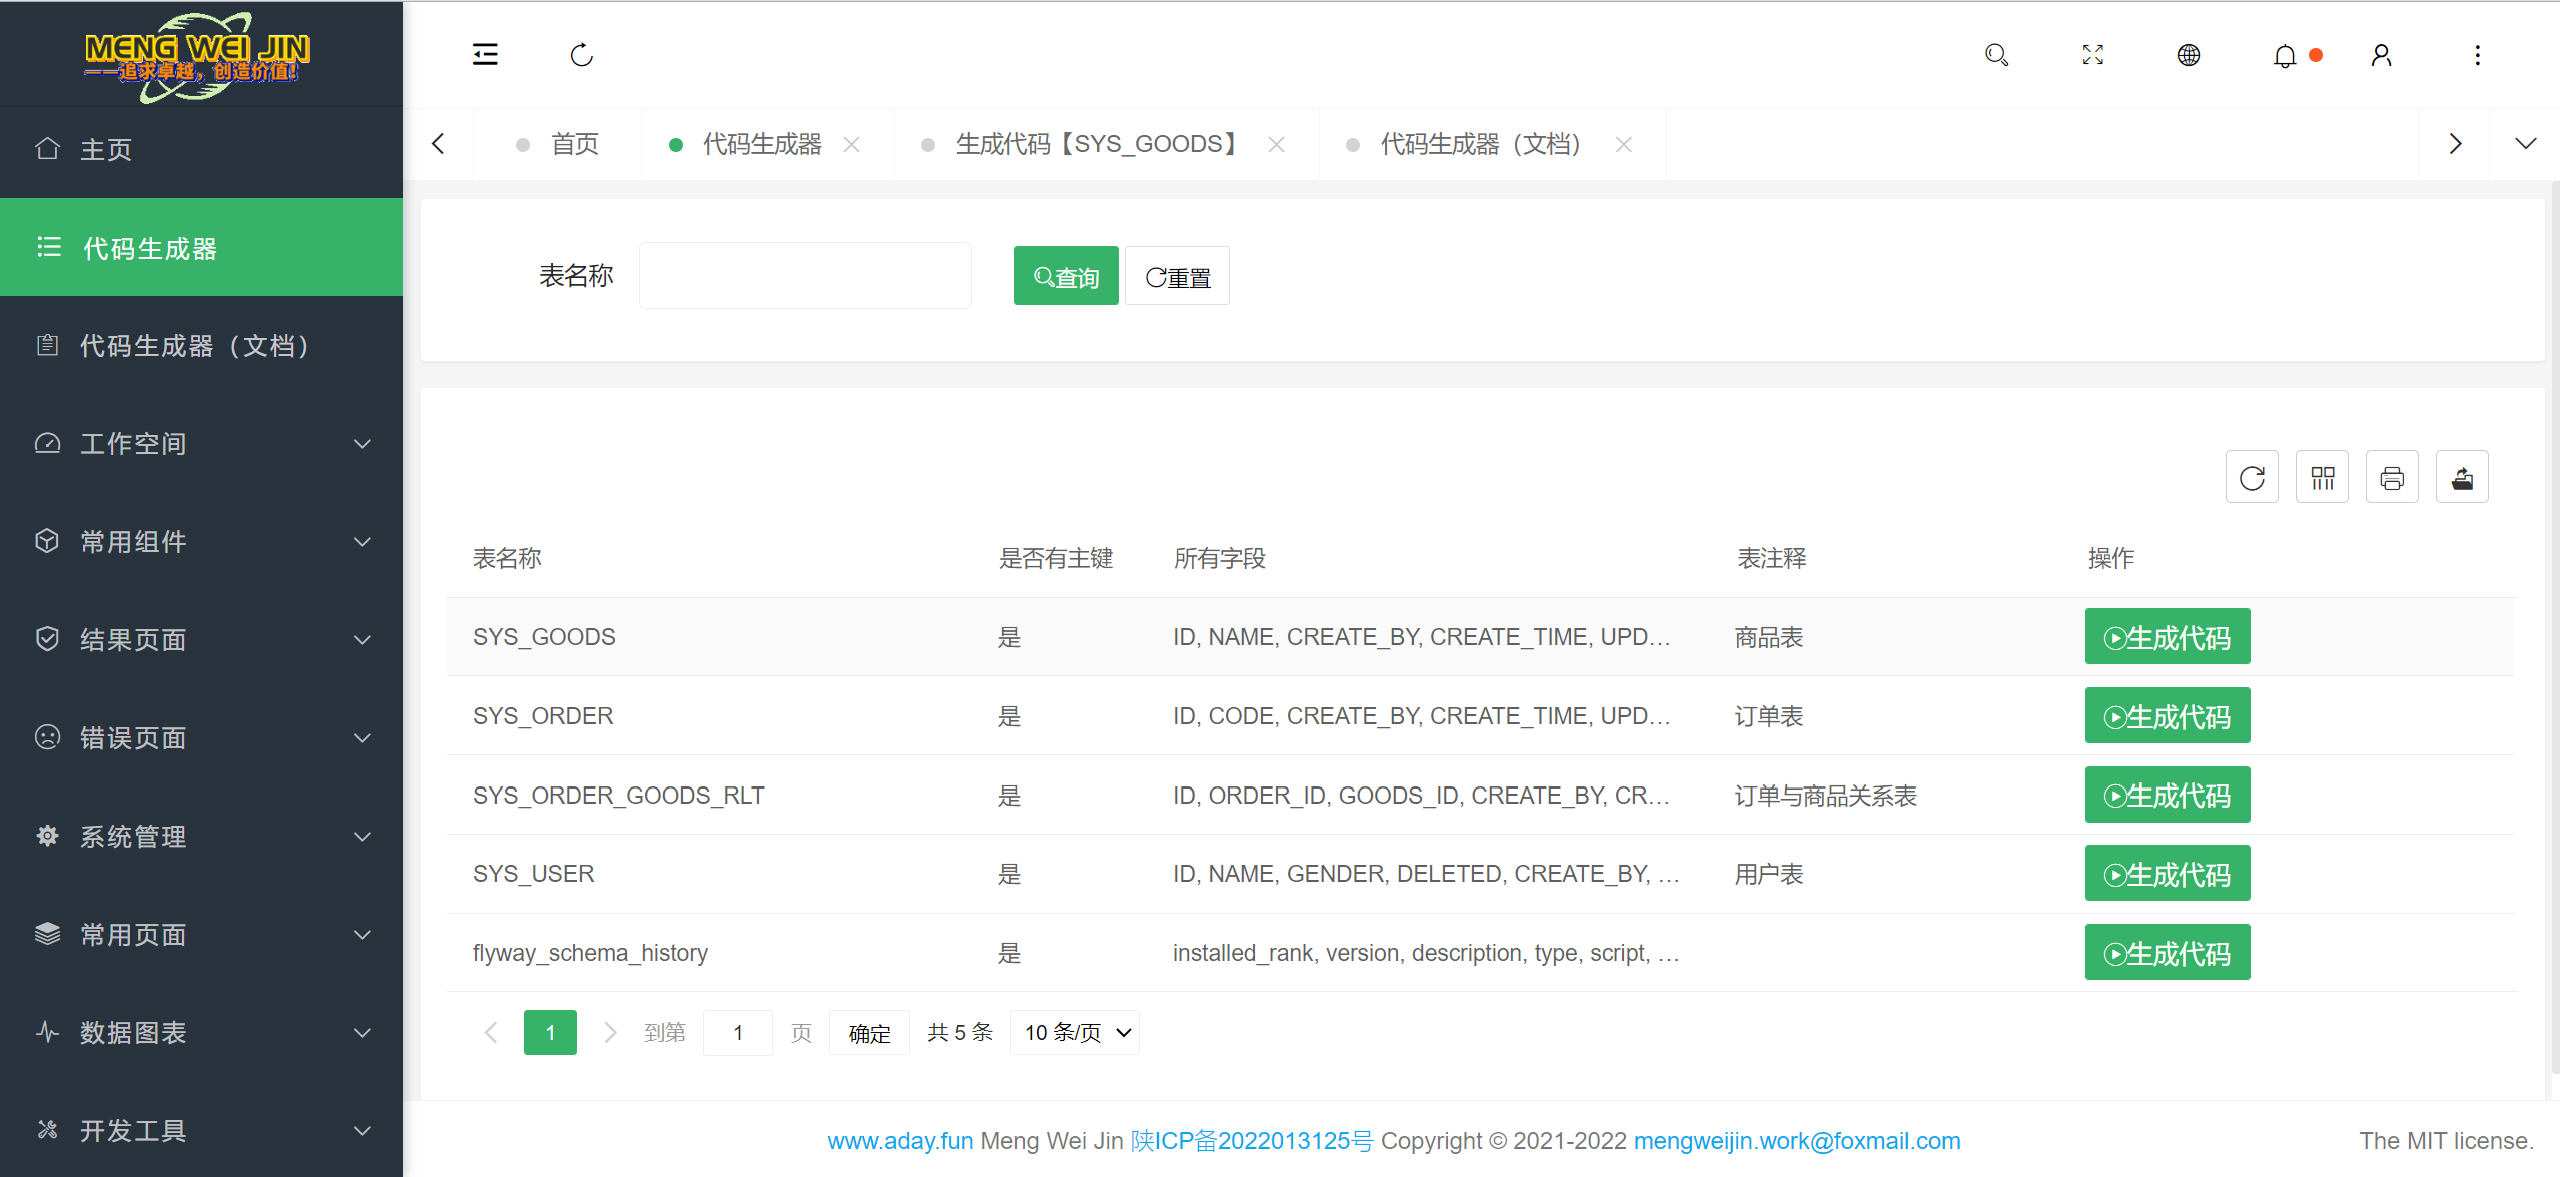 MENG WEI JIN
——追求卓越，创造价值！
主页
代码生成器
代码生成器（文档）
工作空间
常用组件
结果页面
错误页面
系统管理
常用页面
数据图表
开发工具
首页 代码生成器 生成代码【SYS_GOODS】 代码生成器（文档）
表名称 查询 重置
表名称 是否有主键 所有字段 表注释 操作
SYS_GOODS 是 ID, NAME, CREATE_BY, CREATE_TIME, UPD... 商品表 生成代码
SYS_ORDER 是 ID, CODE, CREATE_BY, CREATE_TIME, UPD... 订单表 生成代码
SYS_ORDER_GOODS_RLT 是 ID, ORDER_ID, GOODS_ID, CREATE_BY, CR... 订单与商品关系表 生成代码
SYS_USER 是 ID, NAME, GENDER, DELETED, CREATE_BY, ... 用户表 生成代码
flyway_schema_history 是 installed_rank, version, description, type, script, ... 生成代码
1 到第 1 页 确定 共 5 条 10 条/页
www.aday.fun Meng Wei Jin 陕ICP备2022013125号 Copyright © 2021-2022 mengweijin.work@foxmail.com The MIT license.